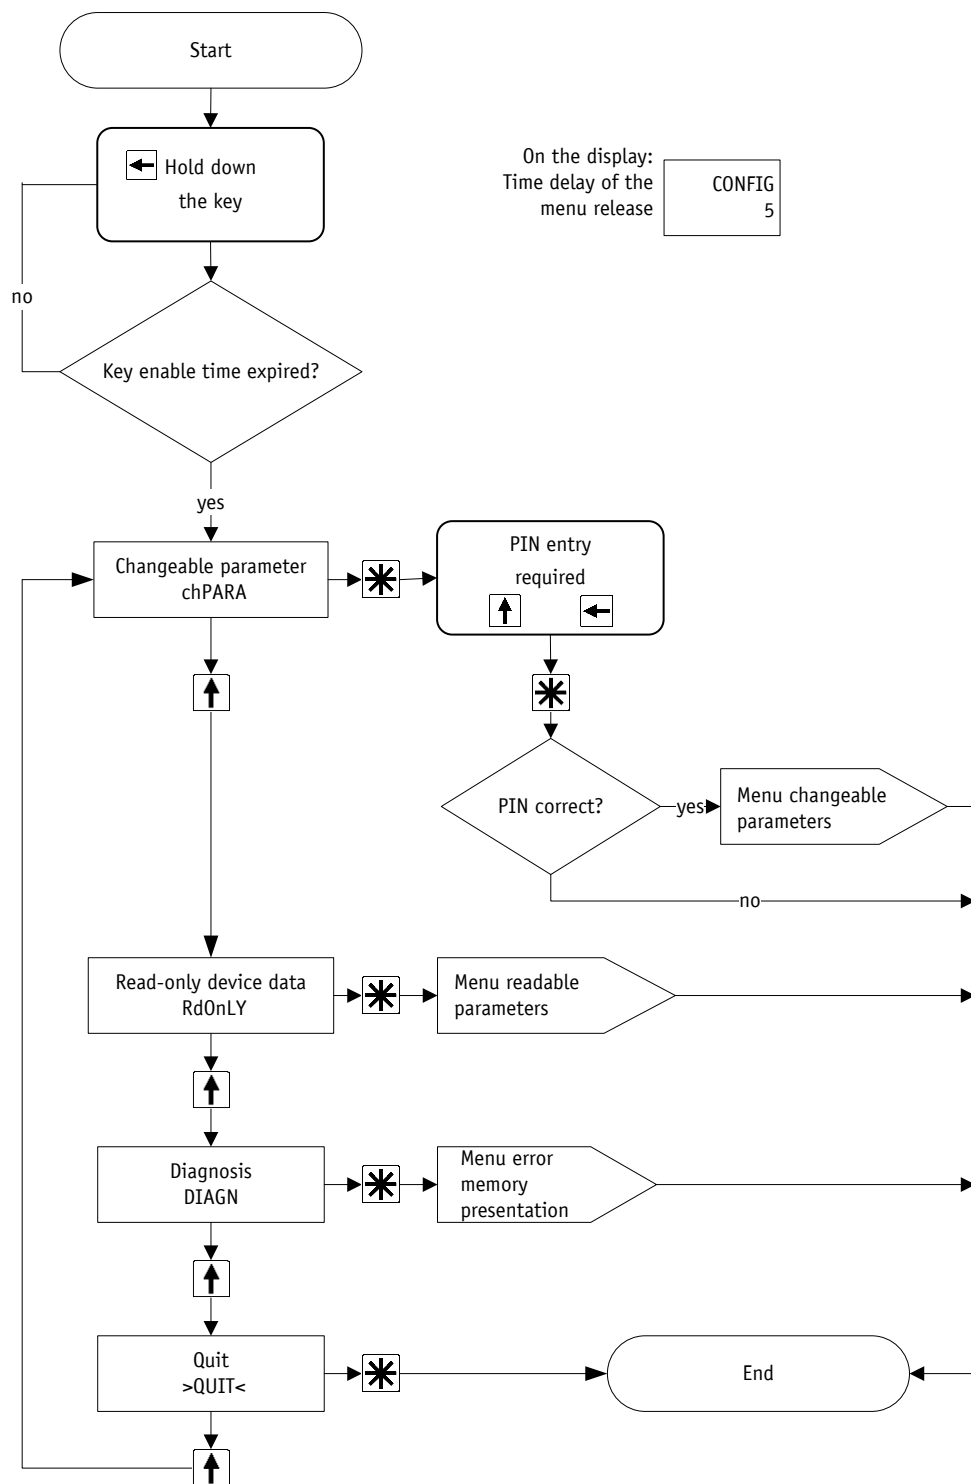 Start
Hold down
the key
On the display:
Time delay of the
menu release
CONFIG
5
no
Key enable time expired?
yes
Changeable parameter
chPARA
PIN entry
required
PIN correct?
yes
Menu changeable
parameters
no
Read-only device data
RdOnLY
Menu readable
parameters
Diagnosis
DIAGN
Menu error
memory
presentation
Quit
>QUIT<
End